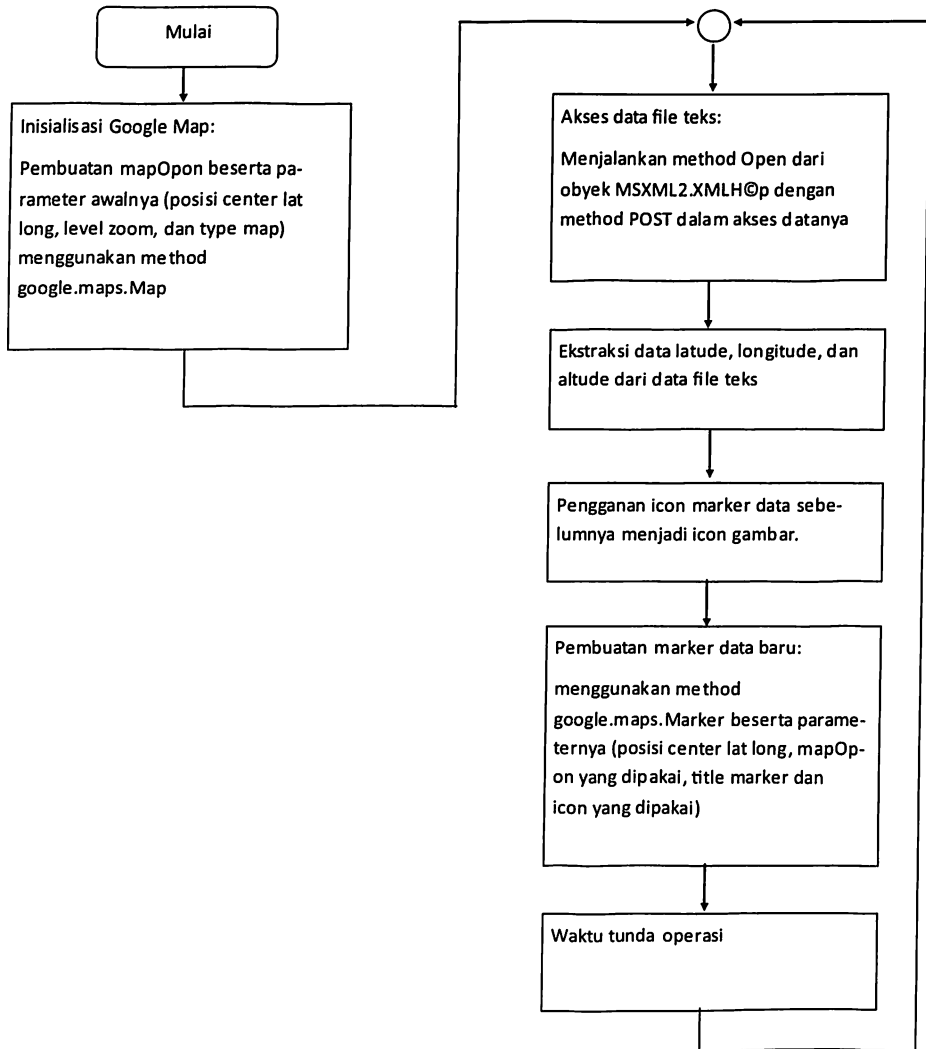 Mulai
Inisialisasi Google Map:
Pembuatan mapOpon beserta pa-
rameter awalnya (posisi center lat
long, level zoom, dan type map)
menggunakan method
google.maps.Map
Akses data file teks:
Menjalankan method Open dari
obyek MSXML2.XMLH©p dengan
method POST dalam akses datanya
Ekstraksi data latude, longitude, dan
altude dari data file teks
Pengganan icon marker data sebe-
lumnya menjadi icon gambar.
Pembuatan marker data baru:
menggunakan method
google.maps.Marker beserta parame-
ternya (posisi center lat long, mapOp-
on yang dipakai, title marker dan
icon yang dipakai)
Waktu tunda operasi